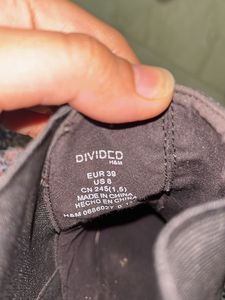 DIVIDED
H&M
EUR 39
US 8
CN 245(1,5)
MADE IN CHINA
HECHO EN CHINA
H&M